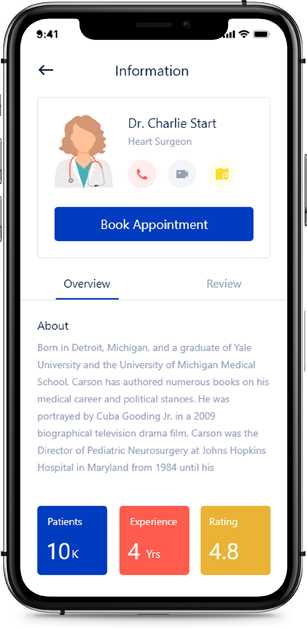 9:41
Information
Dr. Charlie Start
Heart Surgeon
Book Appointment
Overview
Review
About
Born in Detroit, Michigan, and a graduate of Yale
University and the University of Michigan Medical
School, Carson has authored numerous books on his
medical career and political stances. He was
portrayed by Cuba Gooding Jr. in a 2009
biographical television drama film. Carson was the
Director of Pediatric Neurosurgery at Johns Hopkins
Hospital in Maryland from 1984 until his
Patients
Experience
Rating
10K
4 Yrs
4.8